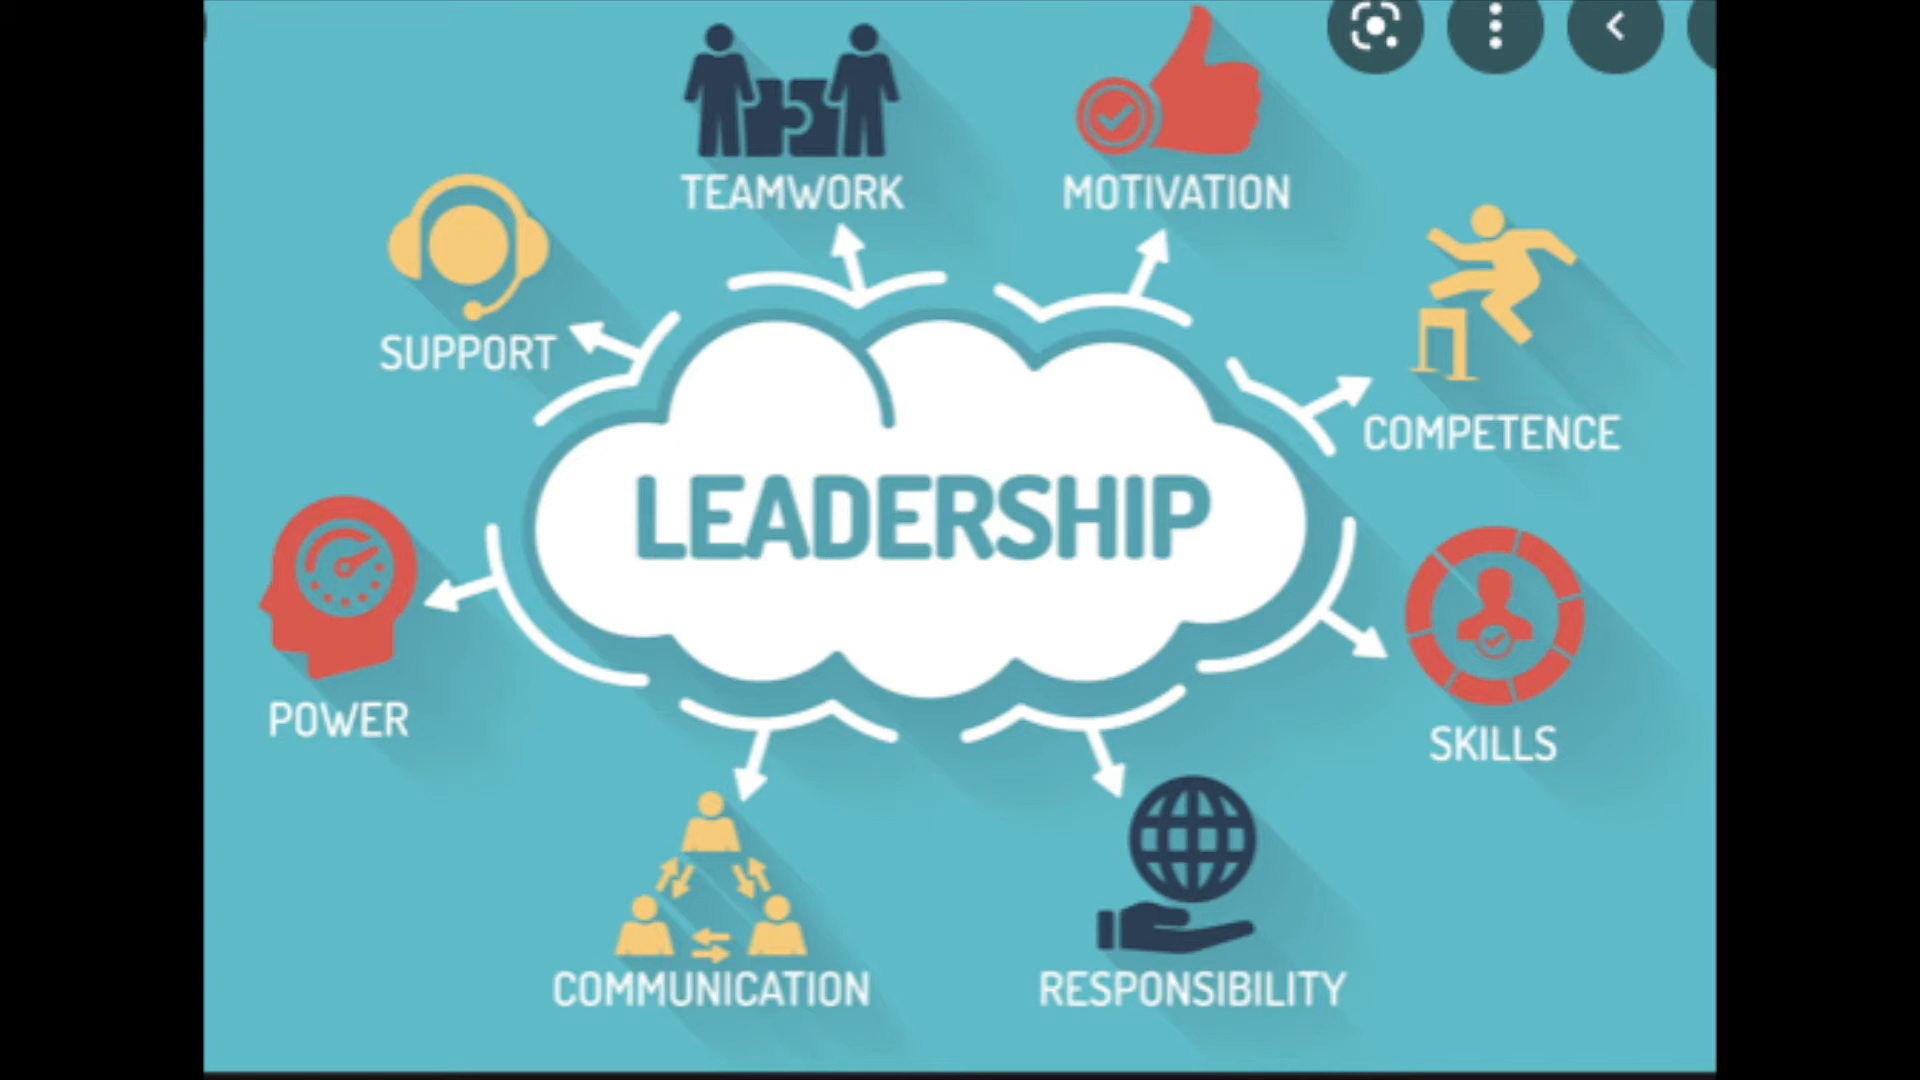 TEAMWORK
MOTIVATION
SUPPORT
COMPETENCE
LEADERSHIP
POWER
SKILLS
COMMUNICATION
RESPONSIBILITY